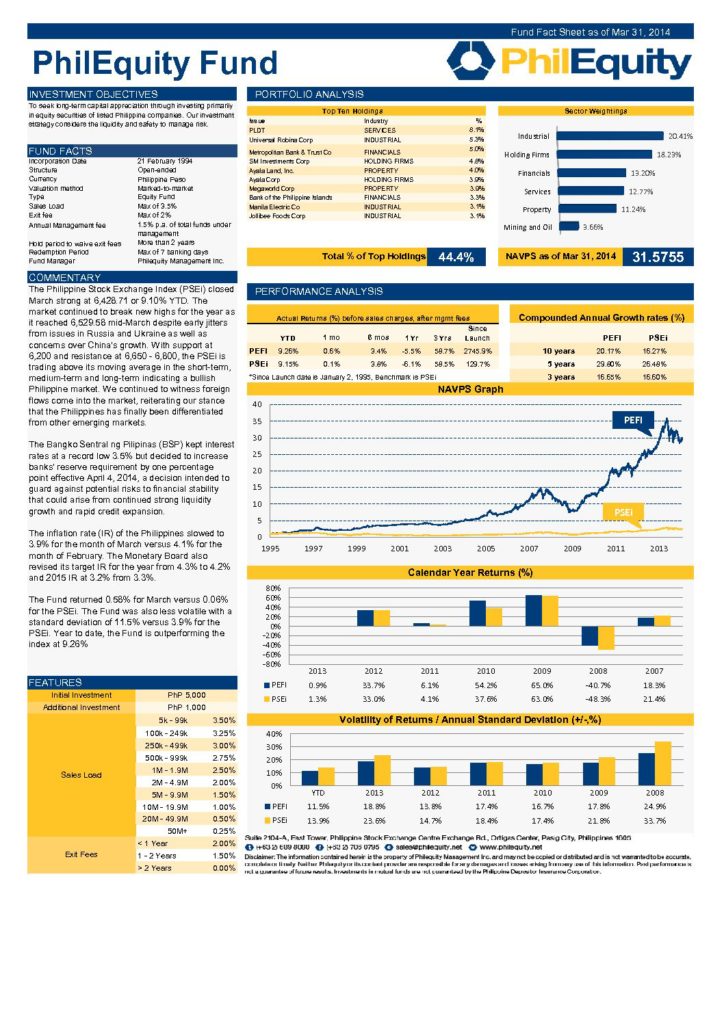 Fund Fact Sheet as of Mar 31, 2014
PhilEquity Fund
PhilEquity
INVESTMENT OBJECTIVES
To seek long-term capital appreciation through investing primarily
in equity securities of listed Philippine companies. Our investment
strategy considers the liquidity and safety to manage risk.
FUND FACTS
Incorporation Date 21 February 1994
Structure Open-ended
Currency Philippine Peso
Valuation method Marked-to-market
Type Equity Fund
Sales Load Max of 3.5%
Exit fee Max of 2%
Annual Management fee 1.5% p.a. of total funds under
management
Hold period to waive exit fees More than 2 years
Redemption Period Max of 7 banking days
Fund Manager Philequity Management Inc.
COMMENTARY
The Philippine Stock Exchange Index (PSEi) closed
March strong at 6,428.71 or 9.10% YTD. The
market continued to break new highs for the year as
it reached 6,529.58 mid-March despite early jitters
from issues in Russia and Ukraine as well as
concerns over China's growth. With support at
6,200 and resistance at 6,650 - 6,800, the PSEi is
trading above its moving average in the short-term,
medium-term and long-term indicating a bullish
Philippine market. We continued to witness foreign
flows come into the market, reiterating our stance
that the Philippines has finally been differentiated
from other emerging markets.
The Bangko Sentral ng Pilipinas (BSP) kept interest
rates at a record low 3.5% but decided to increase
banks' reserve requirement by one percentage
point effective April 4, 2014, a decision intended to
guard against potential risks to financial stability
that could arise from continued strong liquidity
growth and rapid credit expansion.
The inflation rate (IR) of the Philippines slowed to
3.9% for the month of March versus 4.1% for the
month of February. The Monetary Board also
revised its target IR for the year from 4.3% to 4.2%
and 2015 IR at 3.2% from 3.3%.
The Fund returned 0.58% for March versus 0.06%
for the PSEi. The Fund was also less volatile with a
standard deviation of 11.5% versus 3.9% for the
PSEi. Year to date, the Fund is outperforming the
index at 9.26%
FEATURES
Initial Investment PhP 5,000
Additional Investment PhP 1,000
Sales Load
5k - 99k 3.50%
100k - 249k 3.25%
250k - 499k 3.00%
500k - 999k 2.75%
1M - 1.9M 2.50%
2M - 4.9M 2.00%
5M - 9.9M 1.50%
10M - 19.9M 1.00%
20M - 49.9M 0.50%
50M+ 0.25%
Exit Fees
< 1 Year 2.00%
1 - 2 Years 1.50%
> 2 Years 0.00%
PORTFOLIO ANALYSIS
Top Ten Holdings
Issue Industry %
PLDT SERVICES 8.1%
Universal Robina Corp INDUSTRIAL 5.3%
Metropolitan Bank & Trust Co FINANCIALS 5.0%
SM Investments Corp HOLDING FIRMS 4.8%
Ayala Land, Inc. PROPERTY 4.0%
Ayala Corp HOLDING FIRMS 3.9%
Megaworld Corp PROPERTY 3.9%
Bank of the Philippine Islands FINANCIALS 3.3%
Manila Electric Co INDUSTRIAL 3.1%
Jollibee Foods Corp INDUSTRIAL 3.1%
Total % of Top Holdings 44.4%
Sector Weightings
Industrial 20.41%
Holding Firms 18.23%
Financials 13.20%
Services 12.77%
Property 11.24%
Mining and Oil 3.66%
NAVPS as of Mar 31, 2014 31.5755
PERFORMANCE ANALYSIS
Actual Returns (%) before sales charges, after mgmt fees
YTD 1 mo 6 mos 1 Yr 3 Yrs Since Launch
PEFI 9.26% 0.6% 3.4% -5.5% 59.7% 2745.9%
PSEi 9.15% 0.1% 3.8% -6.1% 58.5% 129.7%
*Since Launch date is January 2, 1995, Benchmark is PSEi
Compounded Annual Growth rates (%)
PEFI PSEi
10 years 20.17% 16.27%
5 years 29.60% 26.48%
3 years 16.65% 16.60%
NAVPS Graph
40
35
30
25
20
15
10
5
0
PEFI
PSEi
1995 1997 1999 2001 2003 2005 2007 2009 2011 2013
Calendar Year Returns (%)
80%
60%
40%
20%
0%
-20%
-40%
-60%
-80%
2013 2012 2011 2010 2009 2008 2007
PEFI 0.9% 33.7% 6.1% 54.2% 65.0% -40.7% 18.3%
PSEi 1.3% 33.0% 4.1% 37.6% 63.0% -48.3% 21.4%
Volatility of Returns / Annual Standard Deviation (+/-,%)
40%
30%
20%
10%
0%
YTD 2013 2012 2011 2010 2009 2008
PEFI 11.5% 18.8% 13.8% 17.4% 16.7% 17.8% 24.9%
PSEi 13.9% 23.6% 14.7% 18.4% 17.4% 21.8% 33.7%
Suite 2104-A, East Tower, Philippine Stock Exchange Centre Exchange Rd., Ortigas Center, Pasig City, Philippines 1605
sales@philequity.net www.philequity.net
Disclaimer: The information contained herein is the property of Philequity Management Inc. and may not be copied or distributed and is not warranted to be accurate,
complete or timely. Neither Philequity or its content provider are responsible for any damages and losses arising from any use of this information. Past performance is
not a guarantee of future results. Investments in mutual funds are not guaranteed by the Philippine Depositor Insurance Corporation.